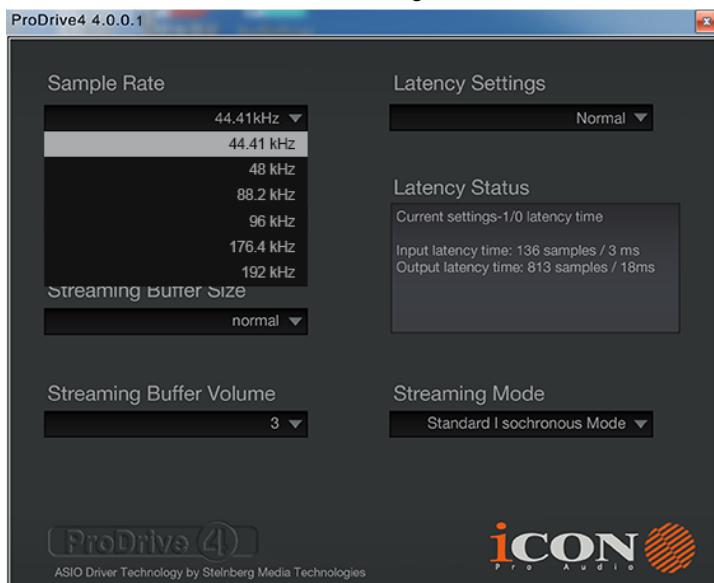 ProDrive4 4.0.0.1
Sample Rate
44.41kHz
44.41 kHz
48 kHz
88.2 kHz
96 kHz
176.4 kHz
192 kHz
Streaming Buffer Size
normal
Streaming Buffer Volume
3
Latency Settings
Normal
Latency Status
Current settings-1/0 latency time
Input latency time: 136 samples / 3 ms
Output latency time: 813 samples / 18ms
Streaming Mode
Standard I sochronous Mode
ProDrive 4
ASIO Driver Technology by Steinberg Media Technologies
icon
Pro Audio